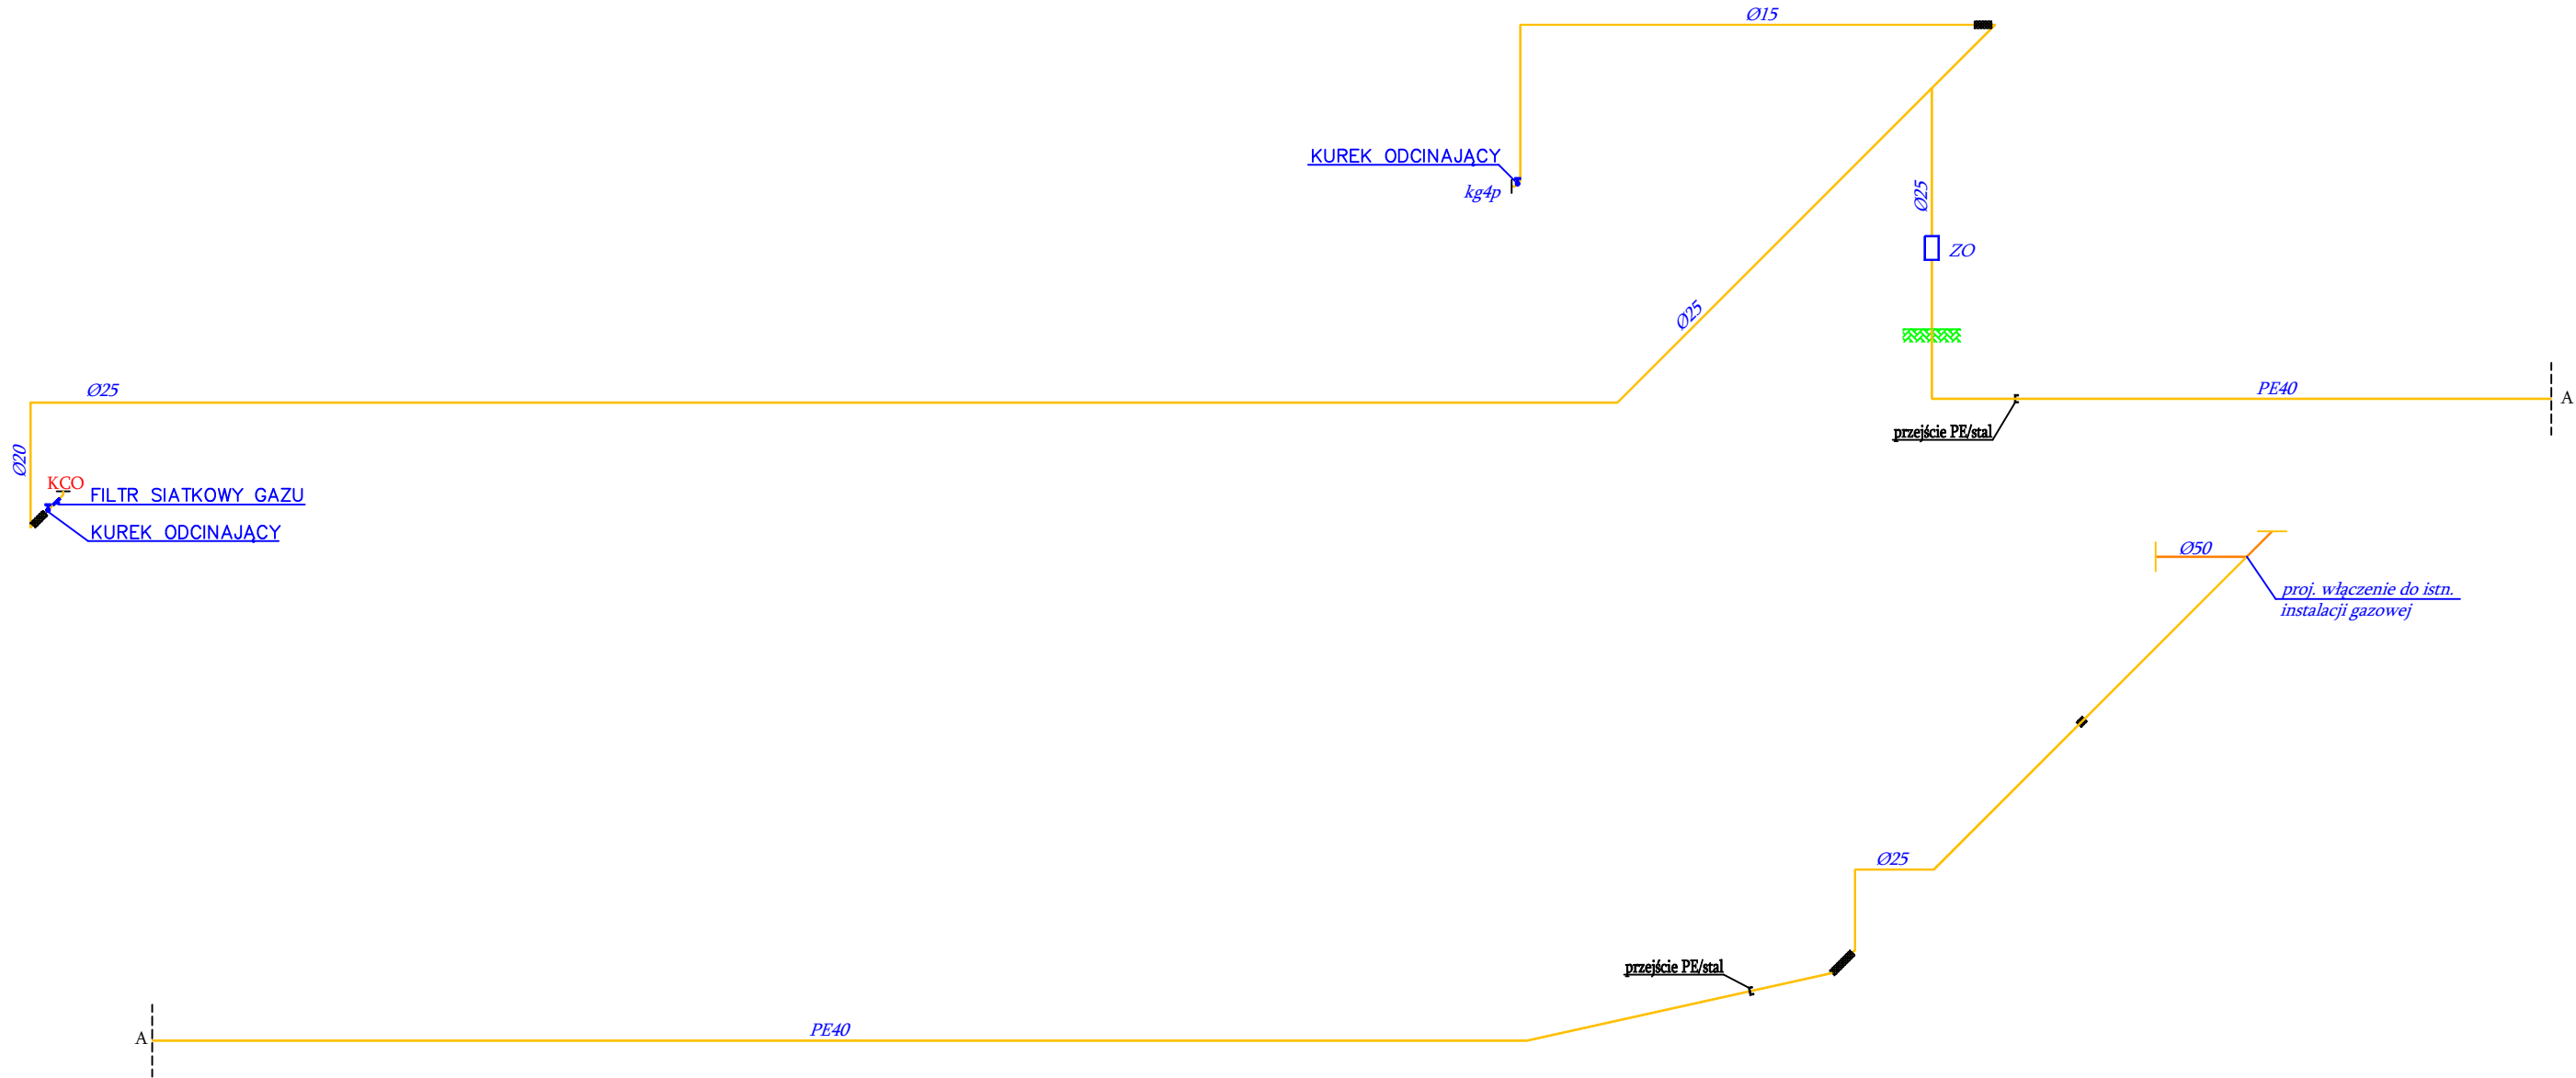 Ø15
KUREK ODCINAJĄCY
kg4p
Ø25
ZO
Ø25
Ø25
PE40
A
przejście PE/stal
Ø20
KCO
FILTR SIATKOWY GAZU
KUREK ODCINAJĄCY
Ø50
proj. włączenie do istn.
instalacji gazowej
Ø25
przejście PE/stal
A
PE40